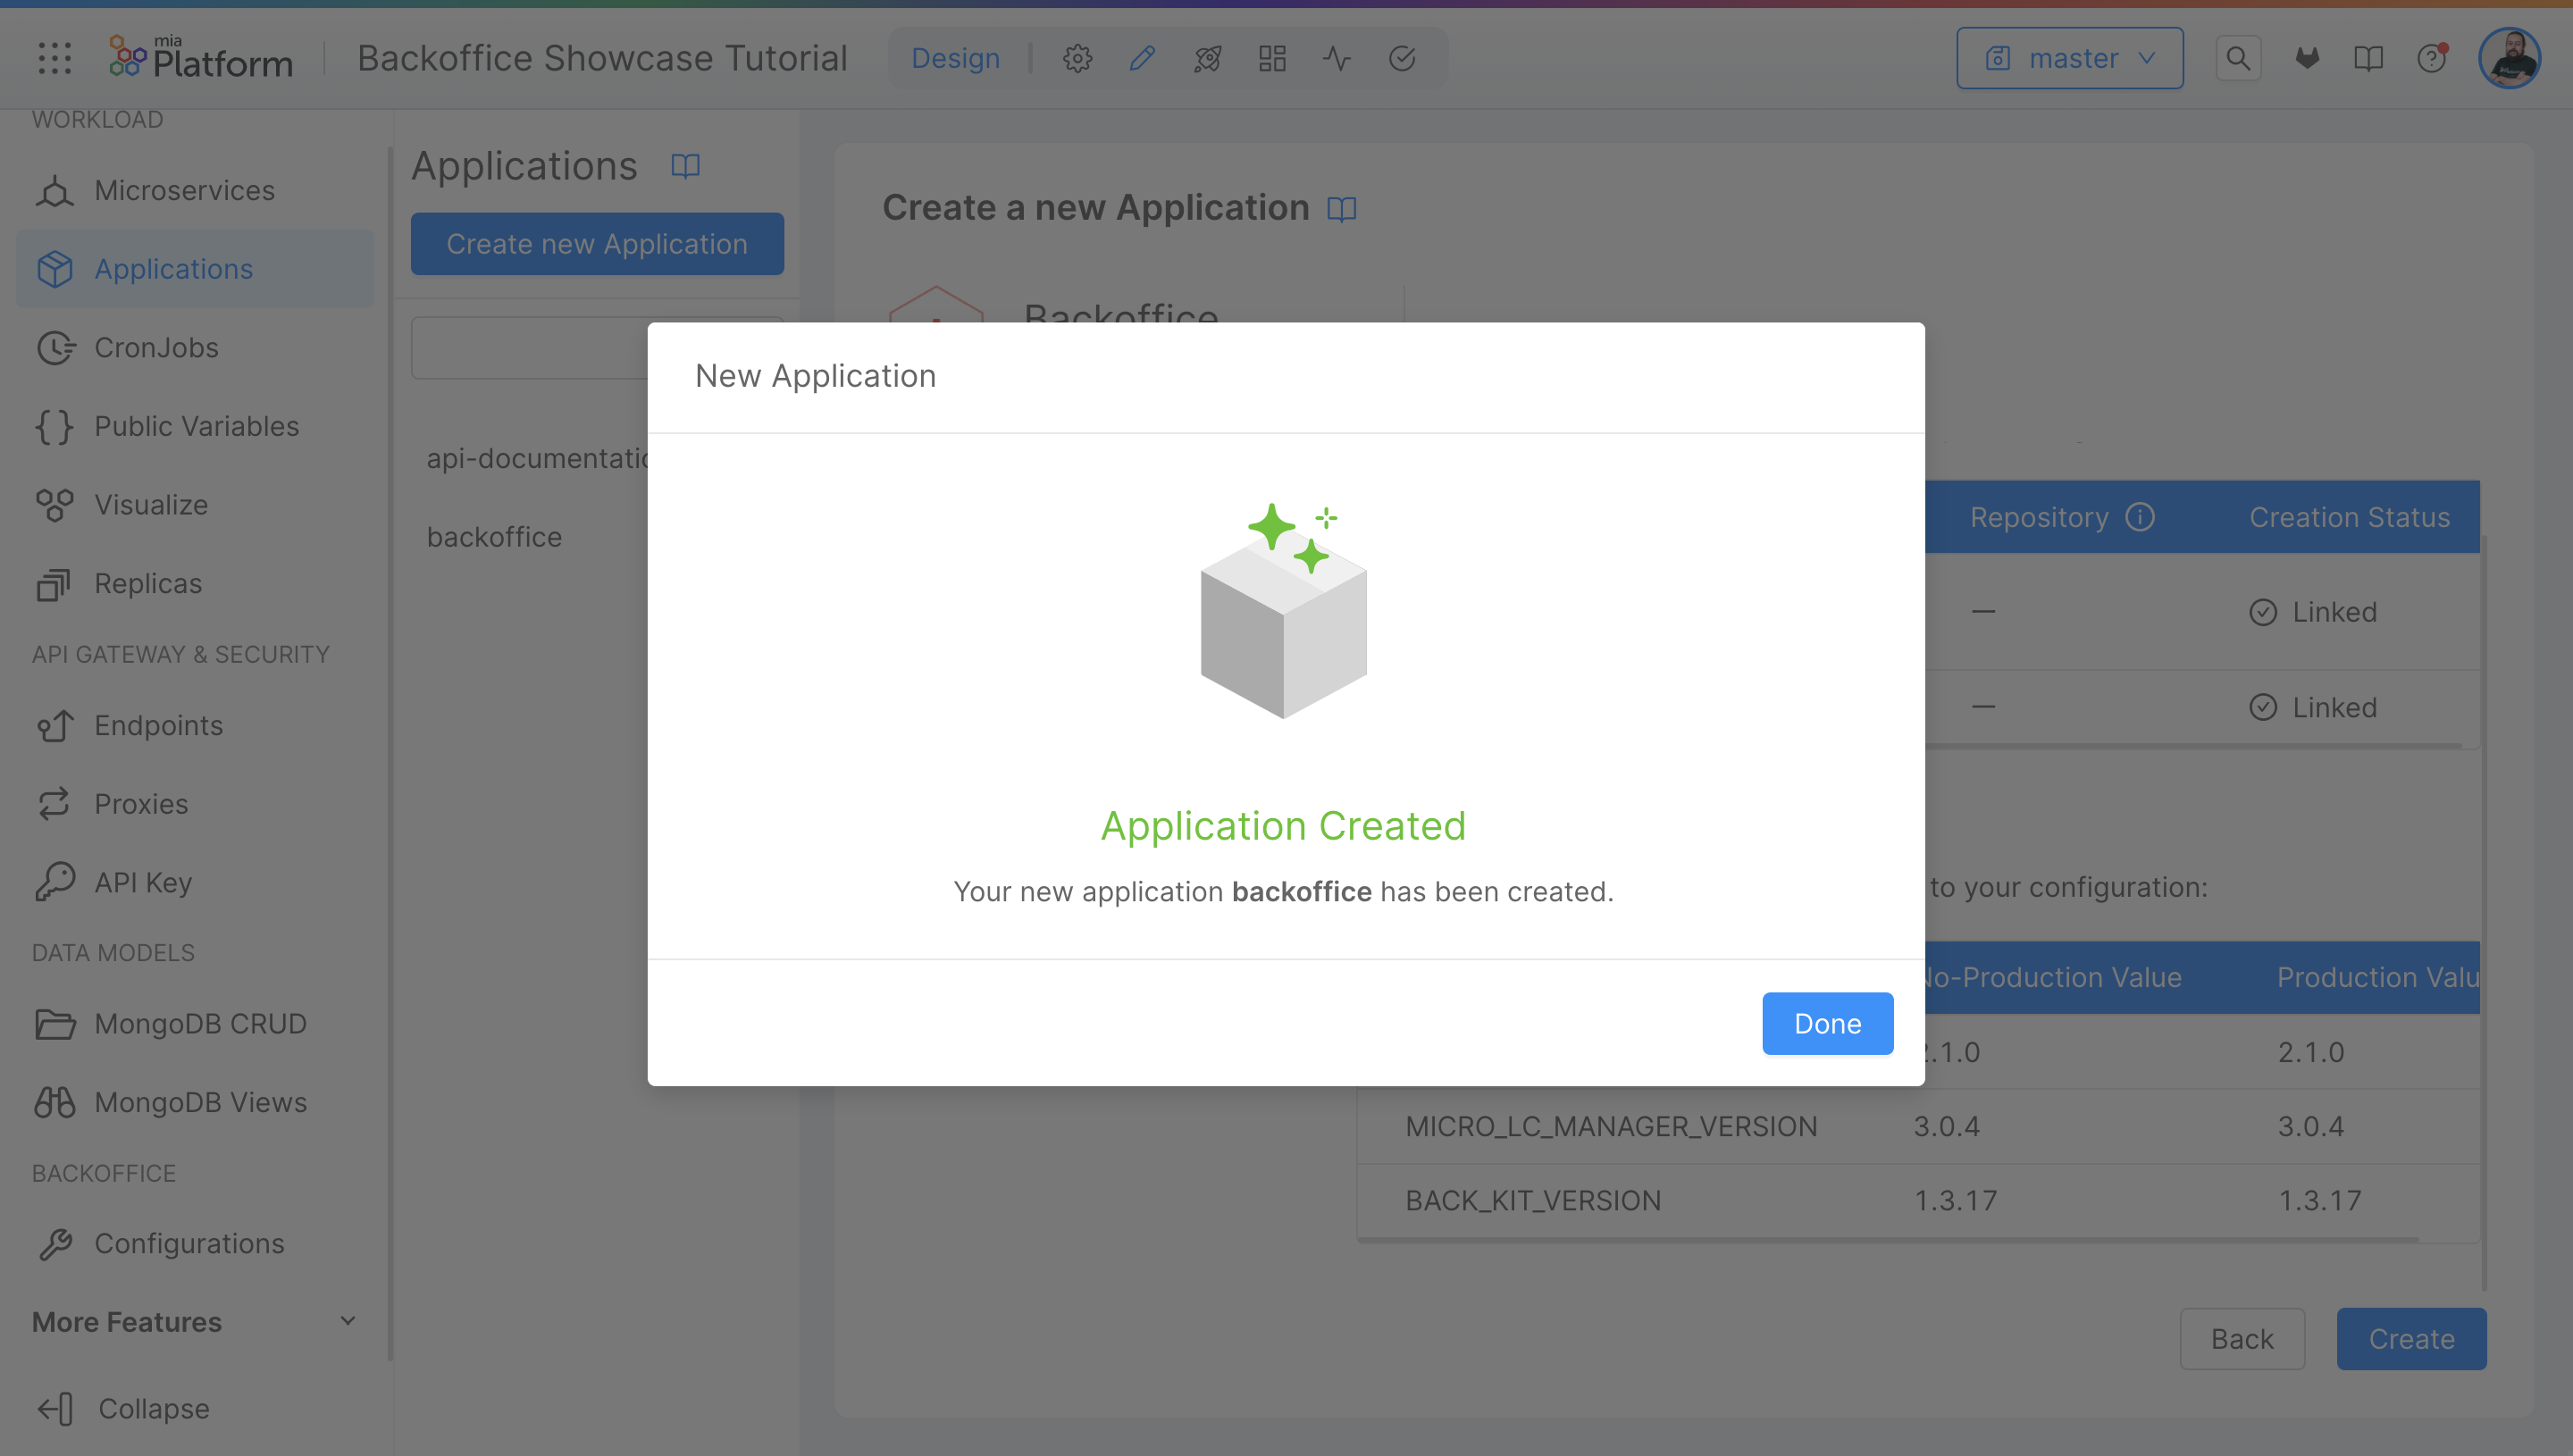 mia
Platform
Backoffice Showcase Tutorial
Design
master
WORKLOAD
Microservices
Applications
CronJobs
Public Variables
Visualize
Replicas
API GATEWAY & SECURITY
Endpoints
Proxies
API Key
DATA MODELS
MongoDB CRUD
MongoDB Views
BACKOFFICE
Configurations
More Features
Collapse
Applications
Create new Application
api-documentatio
backoffice
Create a new Application
Backoffice
New Application
Application Created
Your new application backoffice has been created.
Done
Repository
Creation Status
— Linked
— Linked
to your configuration:
No-Production Value Production Valu
2.1.0 2.1.0
MICRO_LC_MANAGER_VERSION 3.0.4 3.0.4
BACK_KIT_VERSION 1.3.17 1.3.17
Back
Create